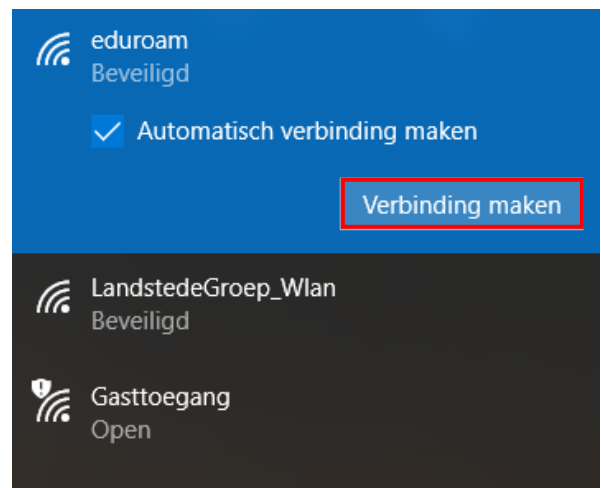 eduroam
Beveiligd
Automatisch verbinding maken
Verbinding maken
LandstedeGroep_Wlan
Beveiligd
Gasttoegang
Open